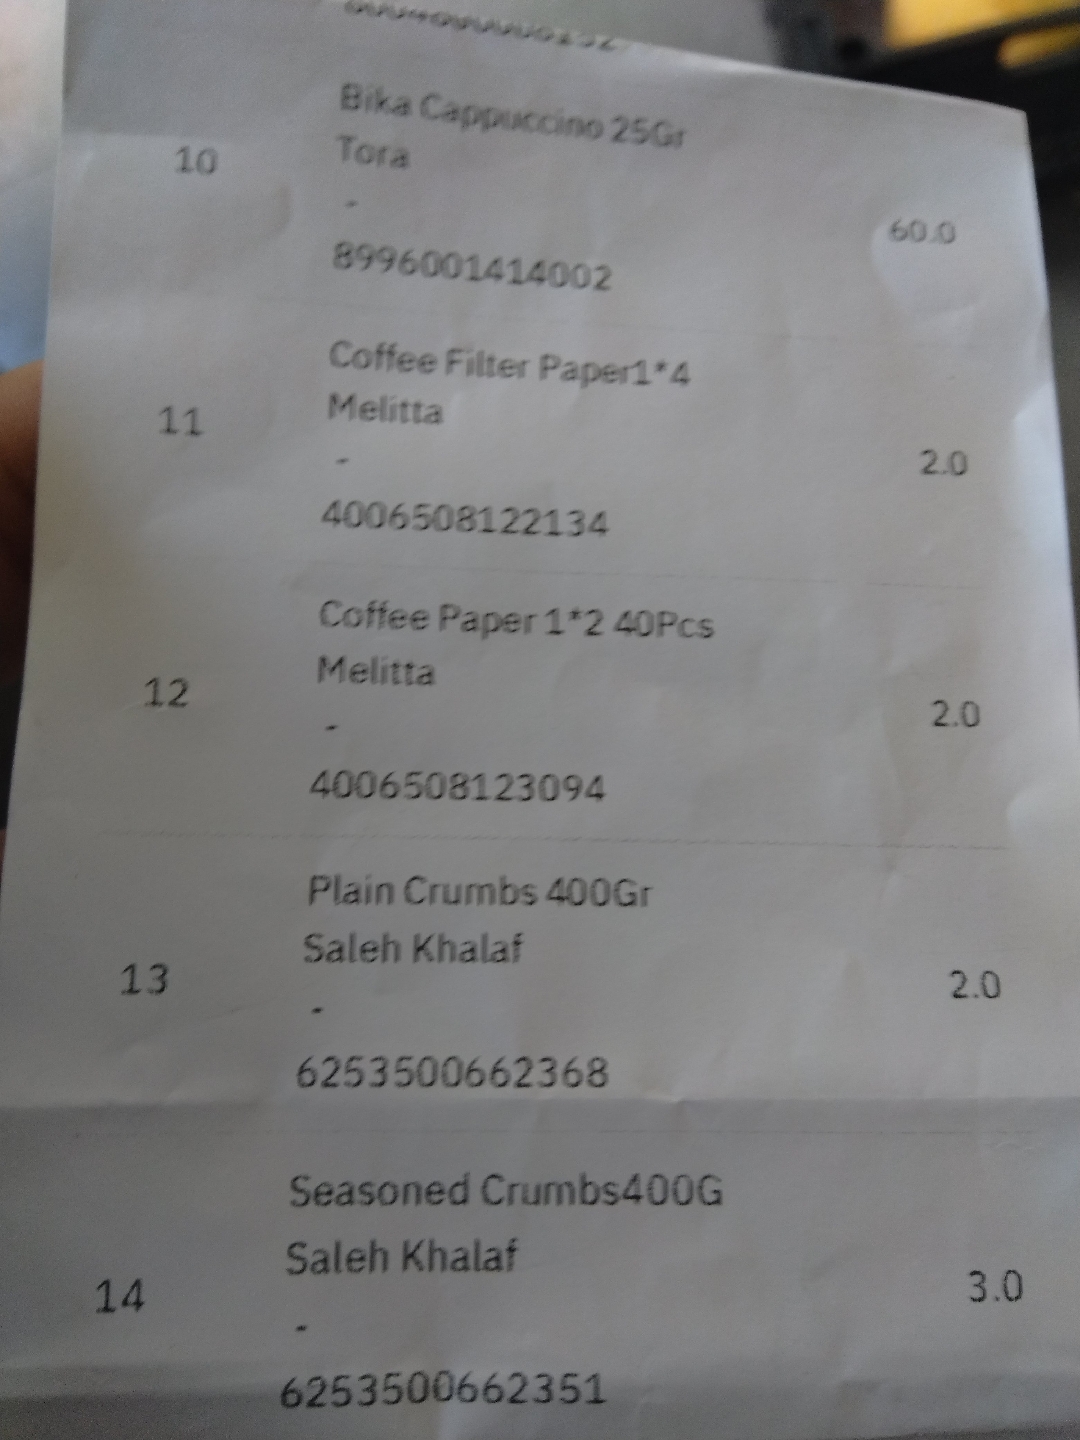 Bika Cappuccino 25Gr
Tora
10
-
60.0
8996001414002
Coffee Filter Paper1*4
Melitta
11
-
2.0
4006508122134
Coffee Paper 1*2 40Pcs
Melitta
12
-
2.0
4006508123094
Plain Crumbs 400Gr
Saleh Khalaf
13
-
2.0
6253500662368
Seasoned Crumbs400G
Saleh Khalaf
14
-
3.0
6253500662351